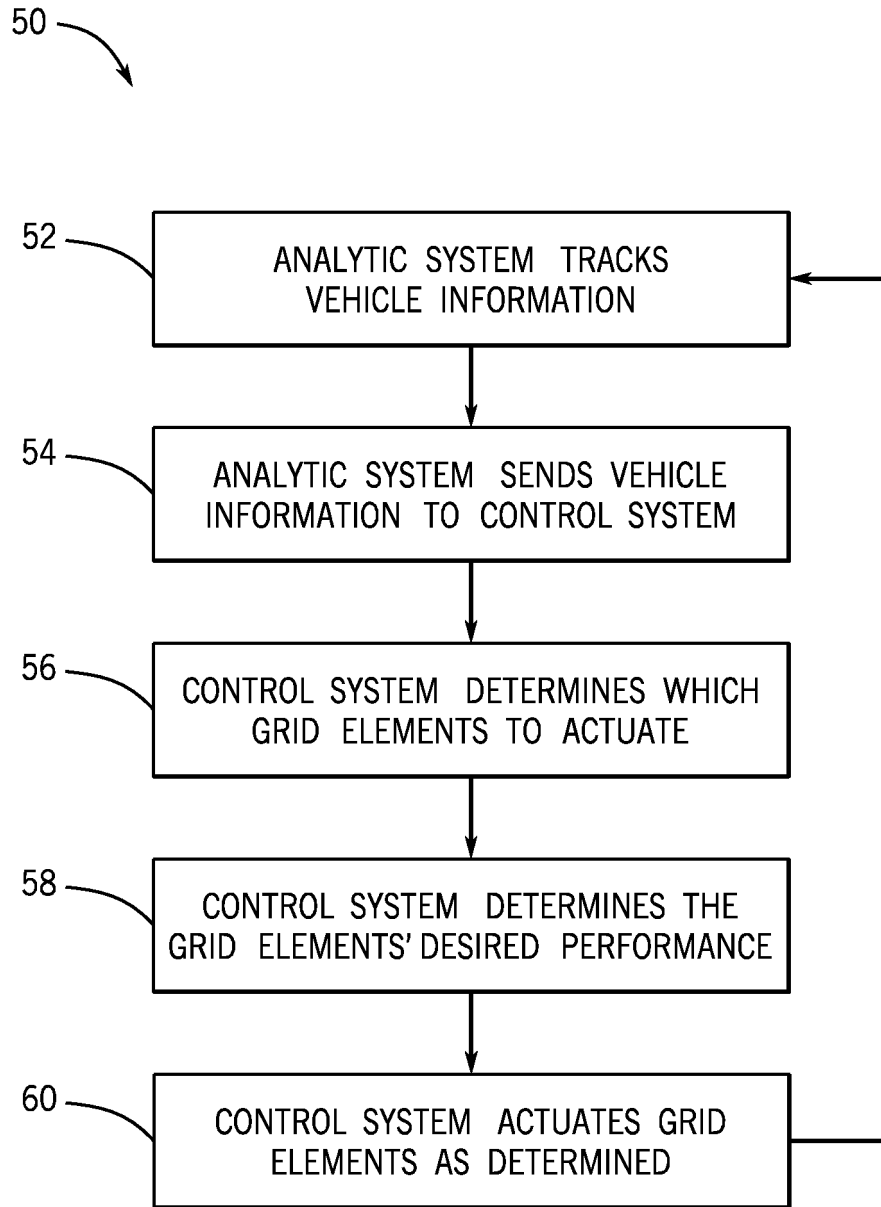 50
52
ANALYTIC SYSTEM TRACKS
VEHICLE INFORMATION
54
ANALYTIC SYSTEM SENDS VEHICLE
INFORMATION TO CONTROL SYSTEM
56
CONTROL SYSTEM DETERMINES WHICH
GRID ELEMENTS TO ACTUATE
58
CONTROL SYSTEM DETERMINES THE
GRID ELEMENTS' DESIRED PERFORMANCE
60
CONTROL SYSTEM ACTUATES GRID
ELEMENTS AS DETERMINED